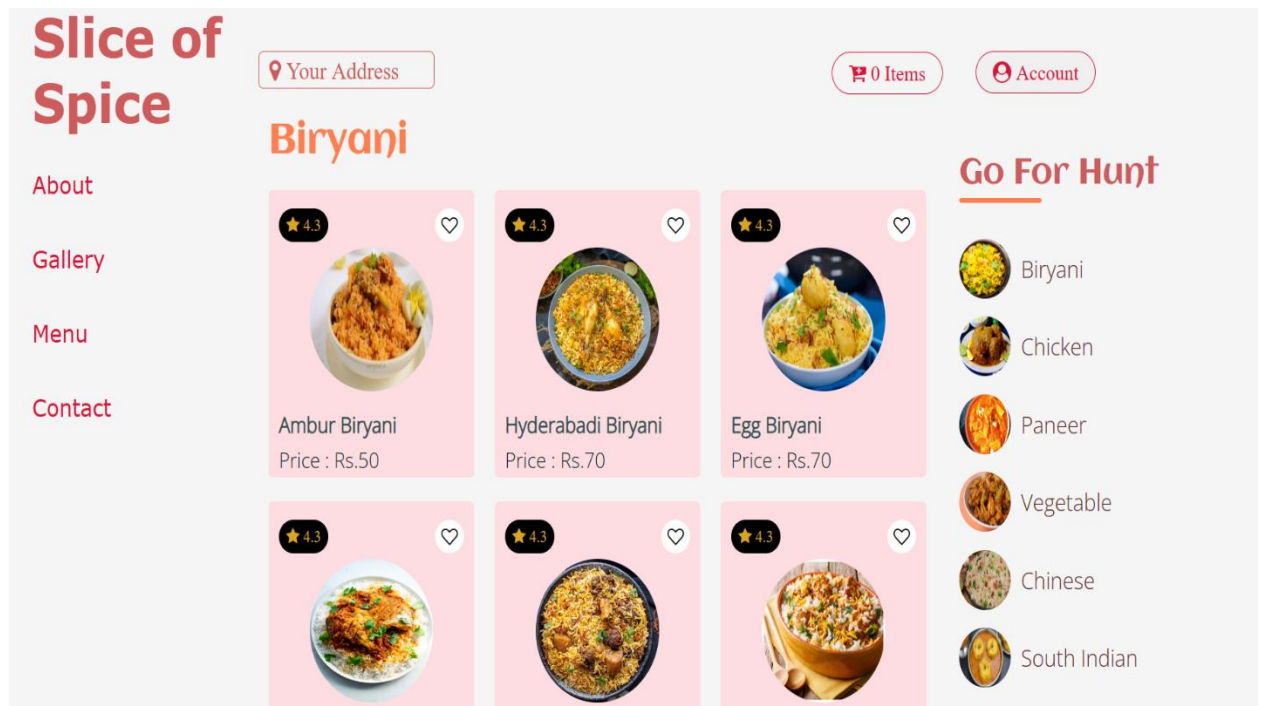 Slice of
Spice
About
Gallery
Menu
Contact
Your Address
0 Items
Account
Biryani
4.3
4.3
4.3
Ambur Biryani
Price : Rs.50
Hyderabadi Biryani
Price : Rs.70
Egg Biryani
Price : Rs.70
4.3
4.3
4.3
Go For Hunt
Biryani
Chicken
Paneer
Vegetable
Chinese
South Indian